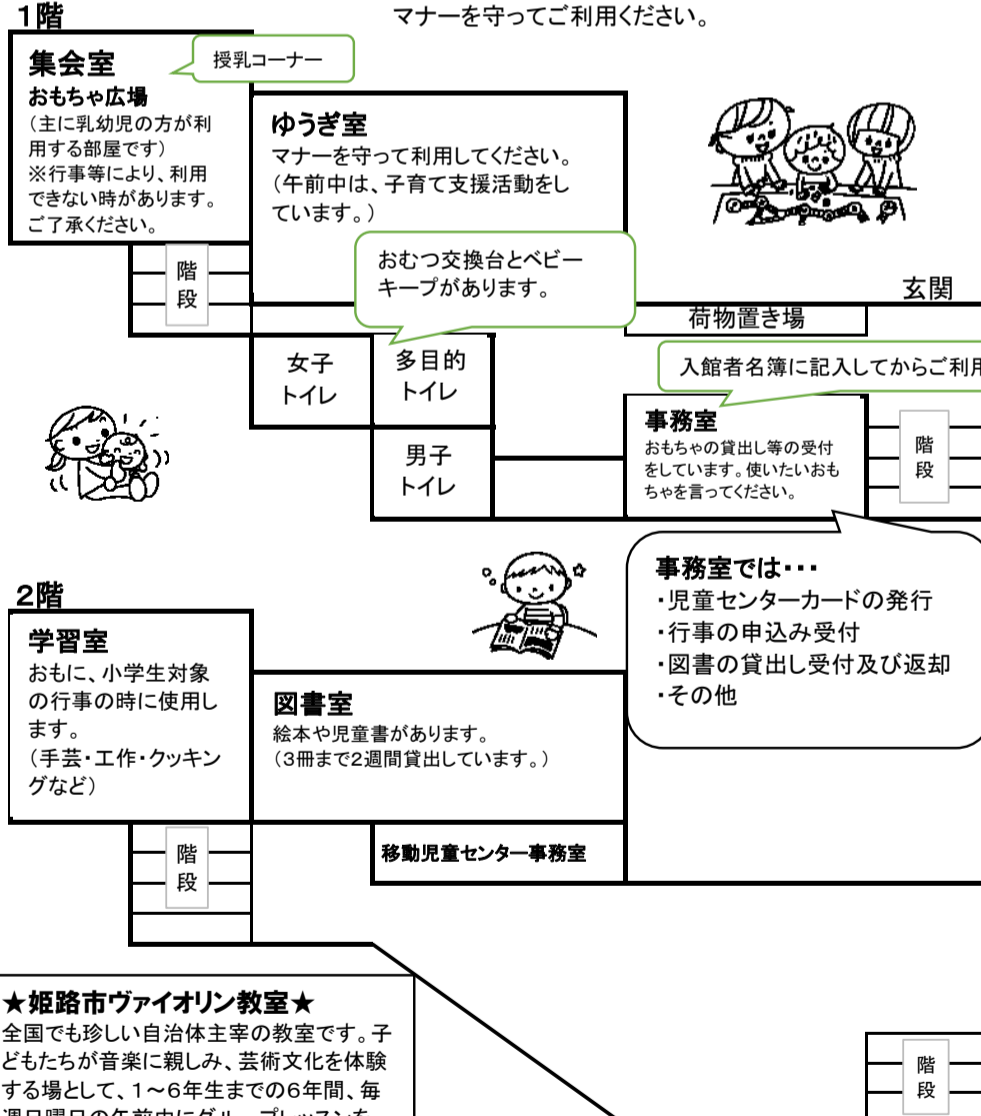 マナーを守ってご利用ください。
1階
集会室
授乳コーナー
おもちゃ広場
（主に乳幼児の方が利
用する部屋です）
※行事等により、利用
できない時があります。
ご了承ください。
ゆうぎ室
マナーを守って利用してください。
（午前中は、子育て支援活動をし
ています。）
おむつ交換台とベビー
キープがあります。
階
段
玄関
荷物置き場
女子
トイレ
多目的
トイレ
男子
トイレ
入館者名簿に記入してからご利用
事務室
おもちゃの貸出し等の受付
をしています。使いたいおも
ちゃを言ってください。
階
段
事務室では・・・
・児童センターカードの発行
・行事の申込み受付
・図書の貸出し受付及び返却
・その他
2階
学習室
おもに、小学生対象
の行事の時に使用し
ます。
（手芸・工作・クッキン
グなど）
図書室
絵本や児童書があります。
（3冊まで2週間貸出しています。）
階
段
移動児童センター事務室
★姫路市ヴァイオリン教室★
全国でも珍しい自治体主宰の教室です。子
どもたちが音楽に親しみ、芸術文化を体験
する場として、1～6年生までの6年間、毎
週日曜日の午前中にグループレッスンを
階
段